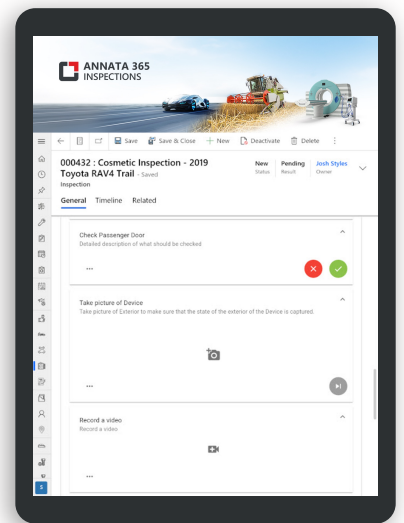 ANNATA 365
INSPECTIONS
Save Save & Close New Deactivate Delete
000432 : Cosmetic Inspection - 2019
Toyota RAV4 Trail - Saved
Inspection
New Pending Josh Styles
Status Result Owner
General Timeline Related
Check Passenger Door
Detailed description of what should be checked
...
Take picture of Device
Take picture of Exterior to make sure that the state of the exterior of the Device is captured.
...
Record a video
Record a video
...
S